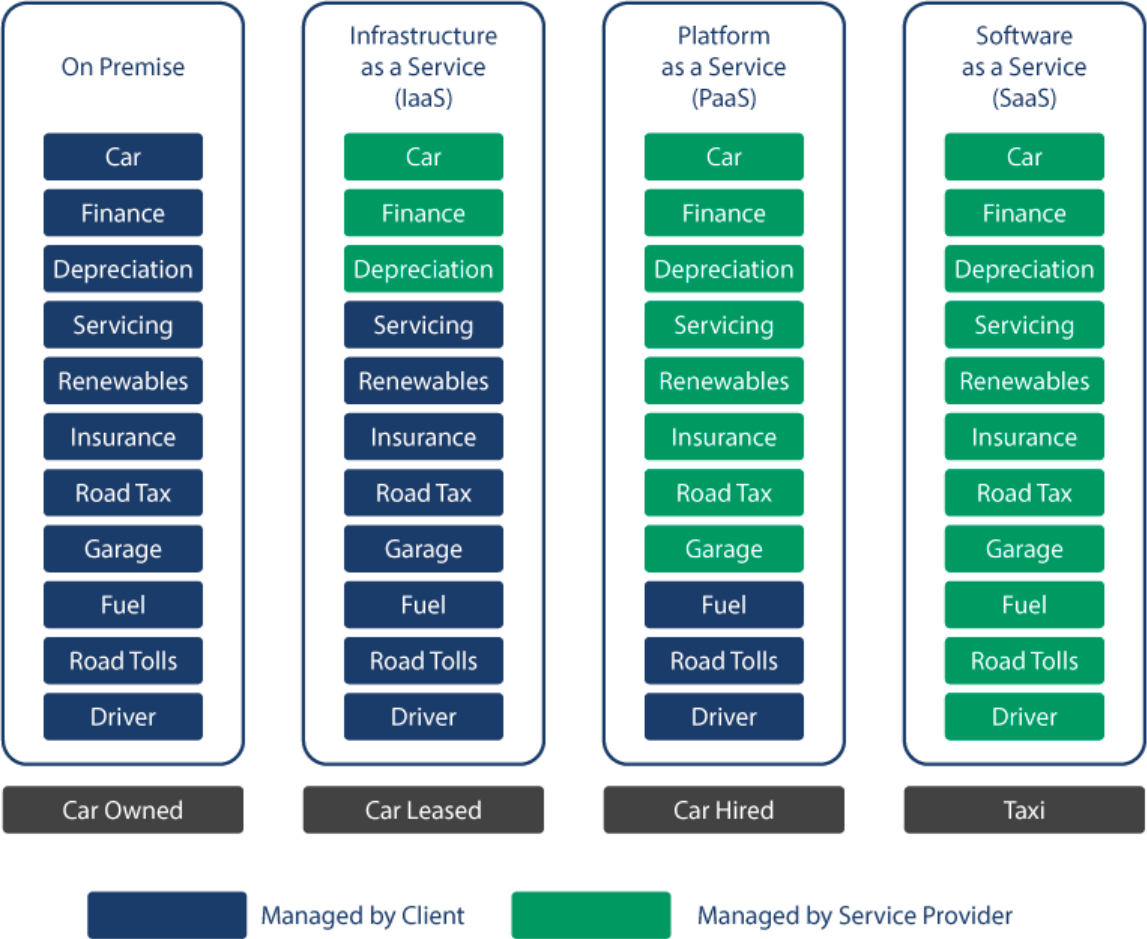 On Premise
Car
Finance
Depreciation
Servicing
Renewables
Insurance
Road Tax
Garage
Fuel
Road Tolls
Driver
Car Owned
Infrastructure
as a Service
(IaaS)
Car
Finance
Depreciation
Servicing
Renewables
Insurance
Road Tax
Garage
Fuel
Road Tolls
Driver
Car Leased
Platform
as a Service
(PaaS)
Car
Finance
Depreciation
Servicing
Renewables
Insurance
Road Tax
Garage
Fuel
Road Tolls
Driver
Car Hired
Software
as a Service
(SaaS)
Car
Finance
Depreciation
Servicing
Renewables
Insurance
Road Tax
Garage
Fuel
Road Tolls
Driver
Taxi
Managed by Client
Managed by Service Provider